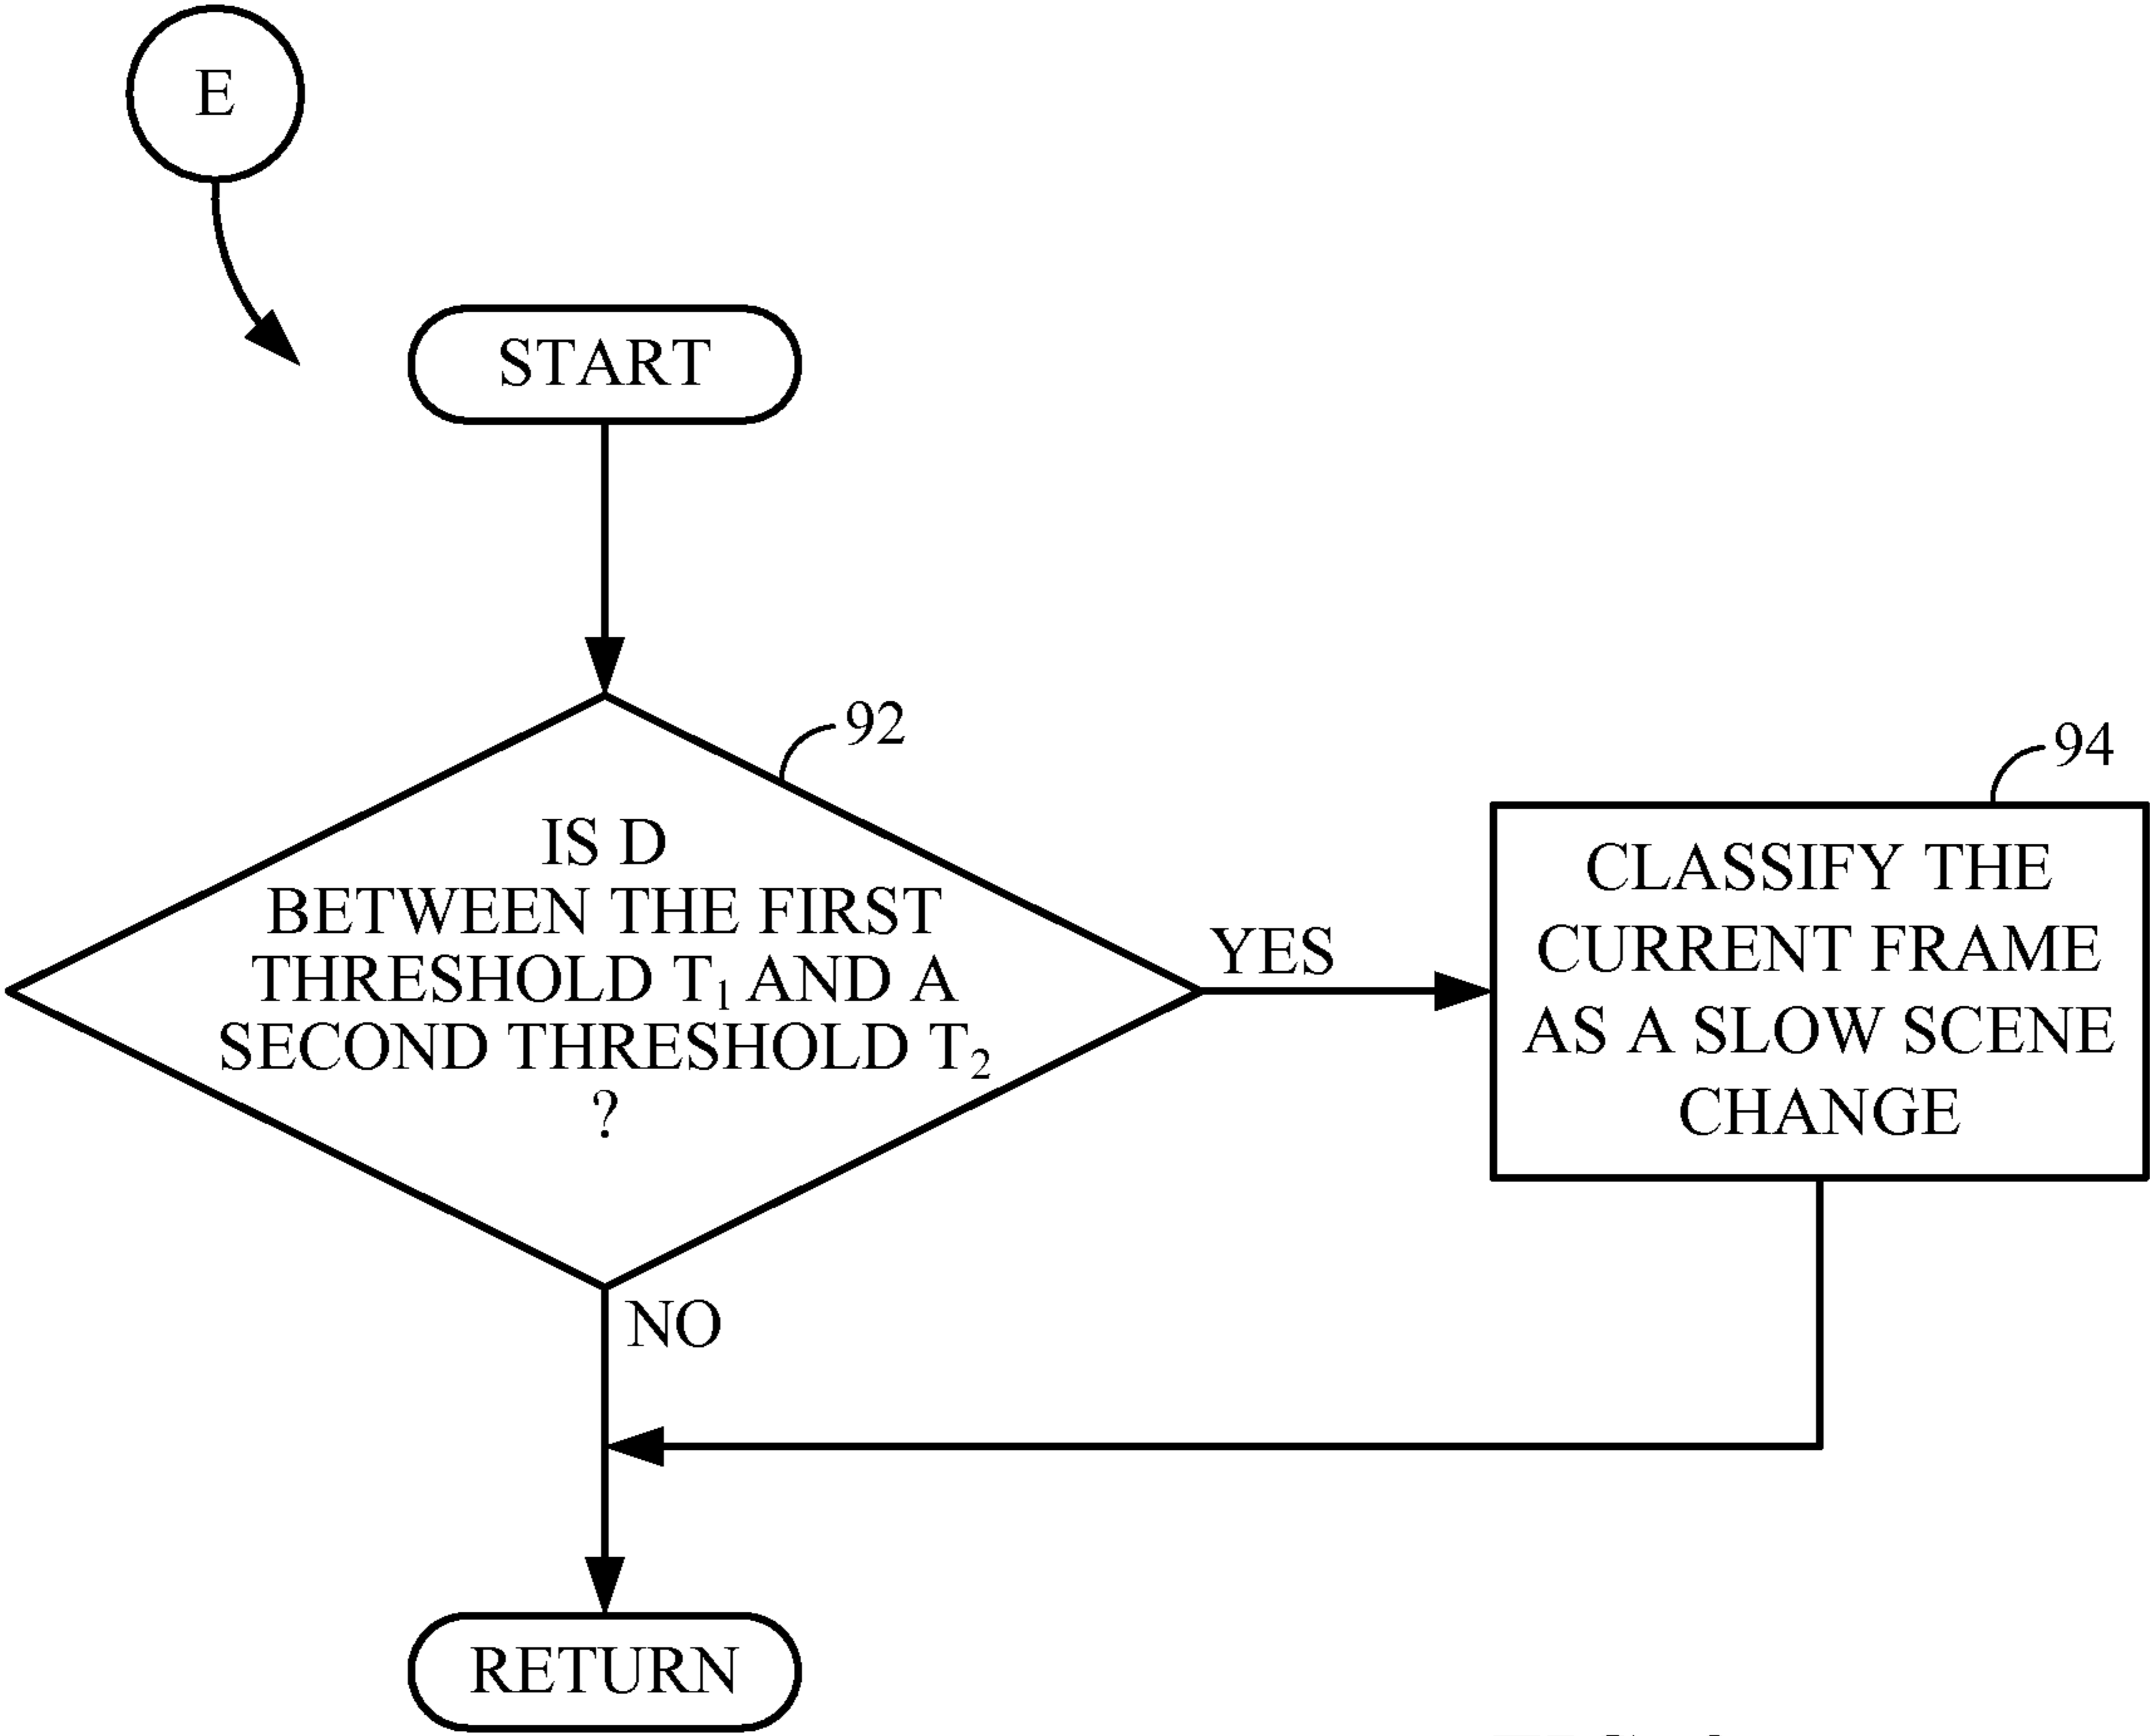 E
START
92
IS D
BETWEEN THE FIRST
THRESHOLD T₁ AND A
SECOND THRESHOLD T₂
?
YES
94
CLASSIFY THE
CURRENT FRAME
AS A SLOW SCENE
CHANGE
NO
RETURN